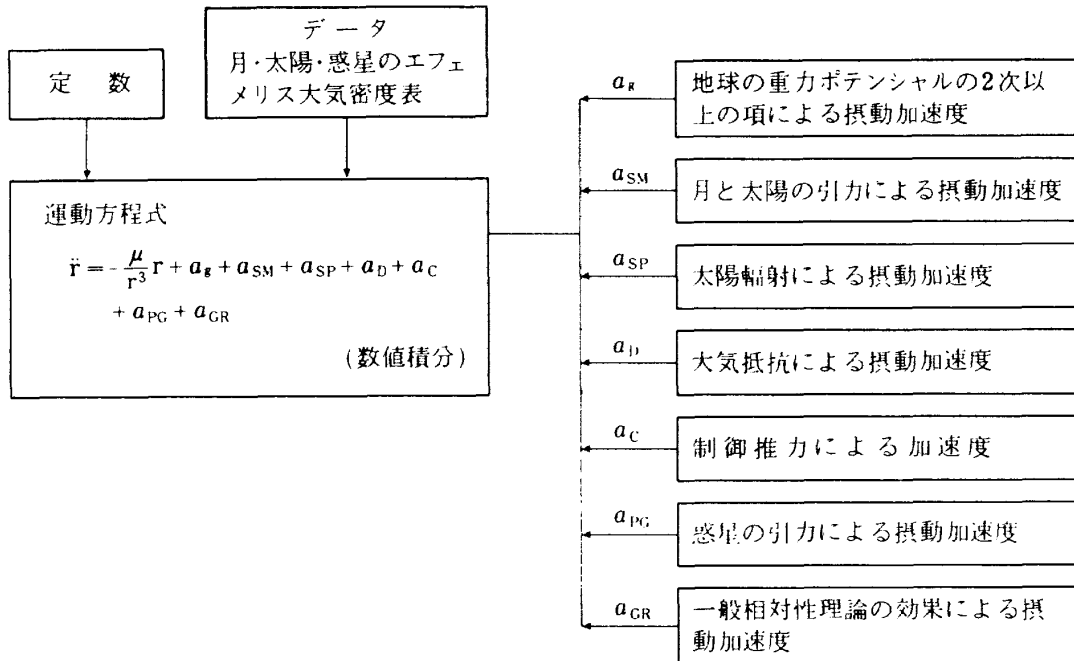 定 数
データ
月・太陽・惑星のエフェ
メリス大気密度表
運動方程式
r̈ = - μ/r³ r + a_g + a_SM + a_SP + a_D + a_C
+ a_PG + a_GR
(数値積分)
a_g
地球の重力ポテンシャルの2次以
上の項による摂動加速度
a_SM
月と太陽の引力による摂動加速度
a_SP
太陽輻射による摂動加速度
a_D
大気抵抗による摂動加速度
a_C
制御推力による加速度
a_PG
惑星の引力による摂動加速度
a_GR
一般相対性理論の効果による摂
動加速度